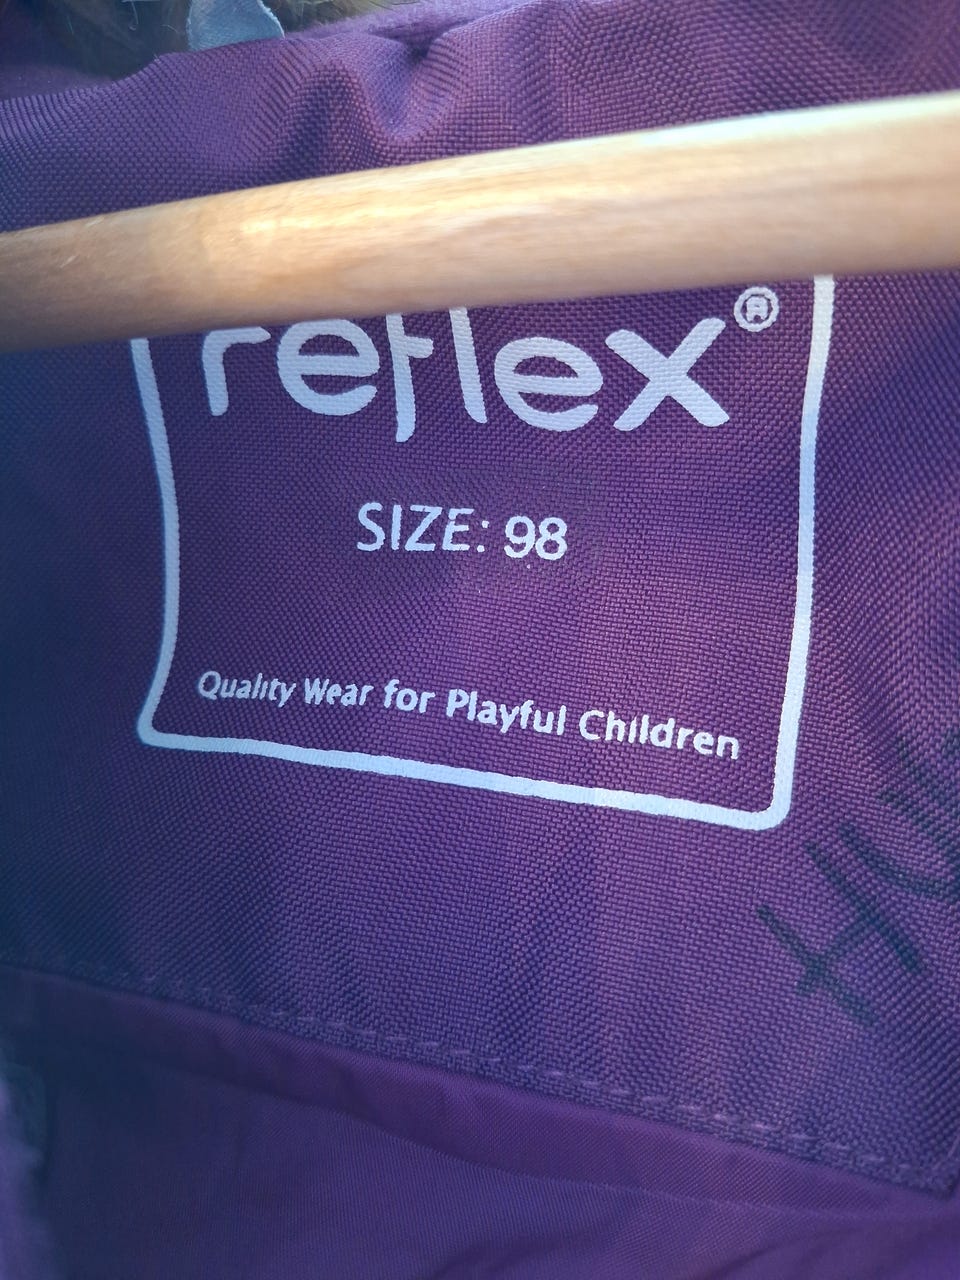 reflex®
SIZE: 98
Quality Wear for Playful Children